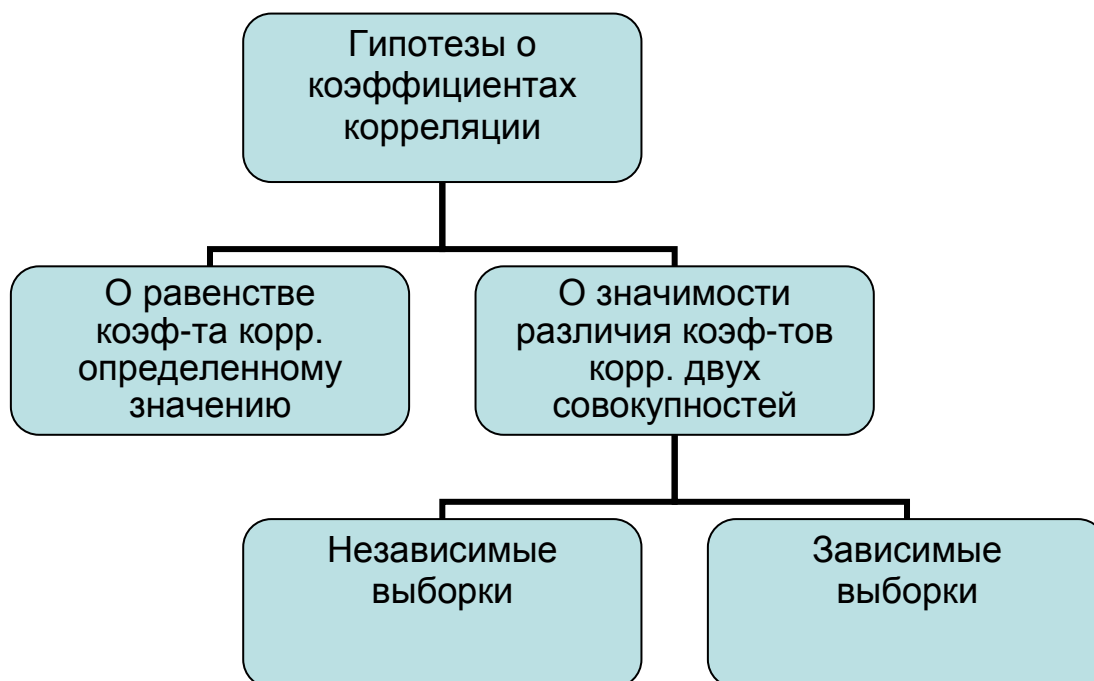 Гипотезы о
коэффициентах
корреляции
О равенстве
коэф-та корр.
определенному
значению
О значимости
различия коэф-тов
корр. двух
совокупностей
Независимые
выборки
Зависимые
выборки